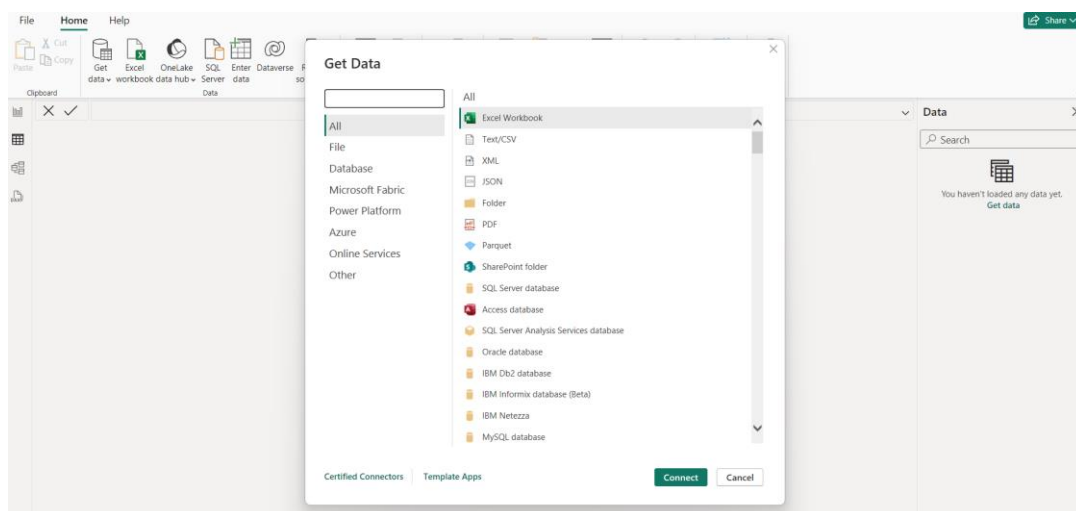 File Home Help
Share
Cut
Copy
Paste
Get data
Excel workbook
OneLake data hub
SQL Server
Enter data
Dataverse
Clipboard
Data
Get Data
All
File
Database
Microsoft Fabric
Power Platform
Azure
Online Services
Other
All
Excel Workbook
Text/CSV
XML
JSON
Folder
PDF
Parquet
SharePoint folder
SQL Server database
Access database
SQL Server Analysis Services database
Oracle database
IBM Db2 database
IBM Informix database (Beta)
IBM Netezza
MySQL database
Certified Connectors
Template Apps
Connect
Cancel
Data
Search
You haven't loaded any data yet.
Get data